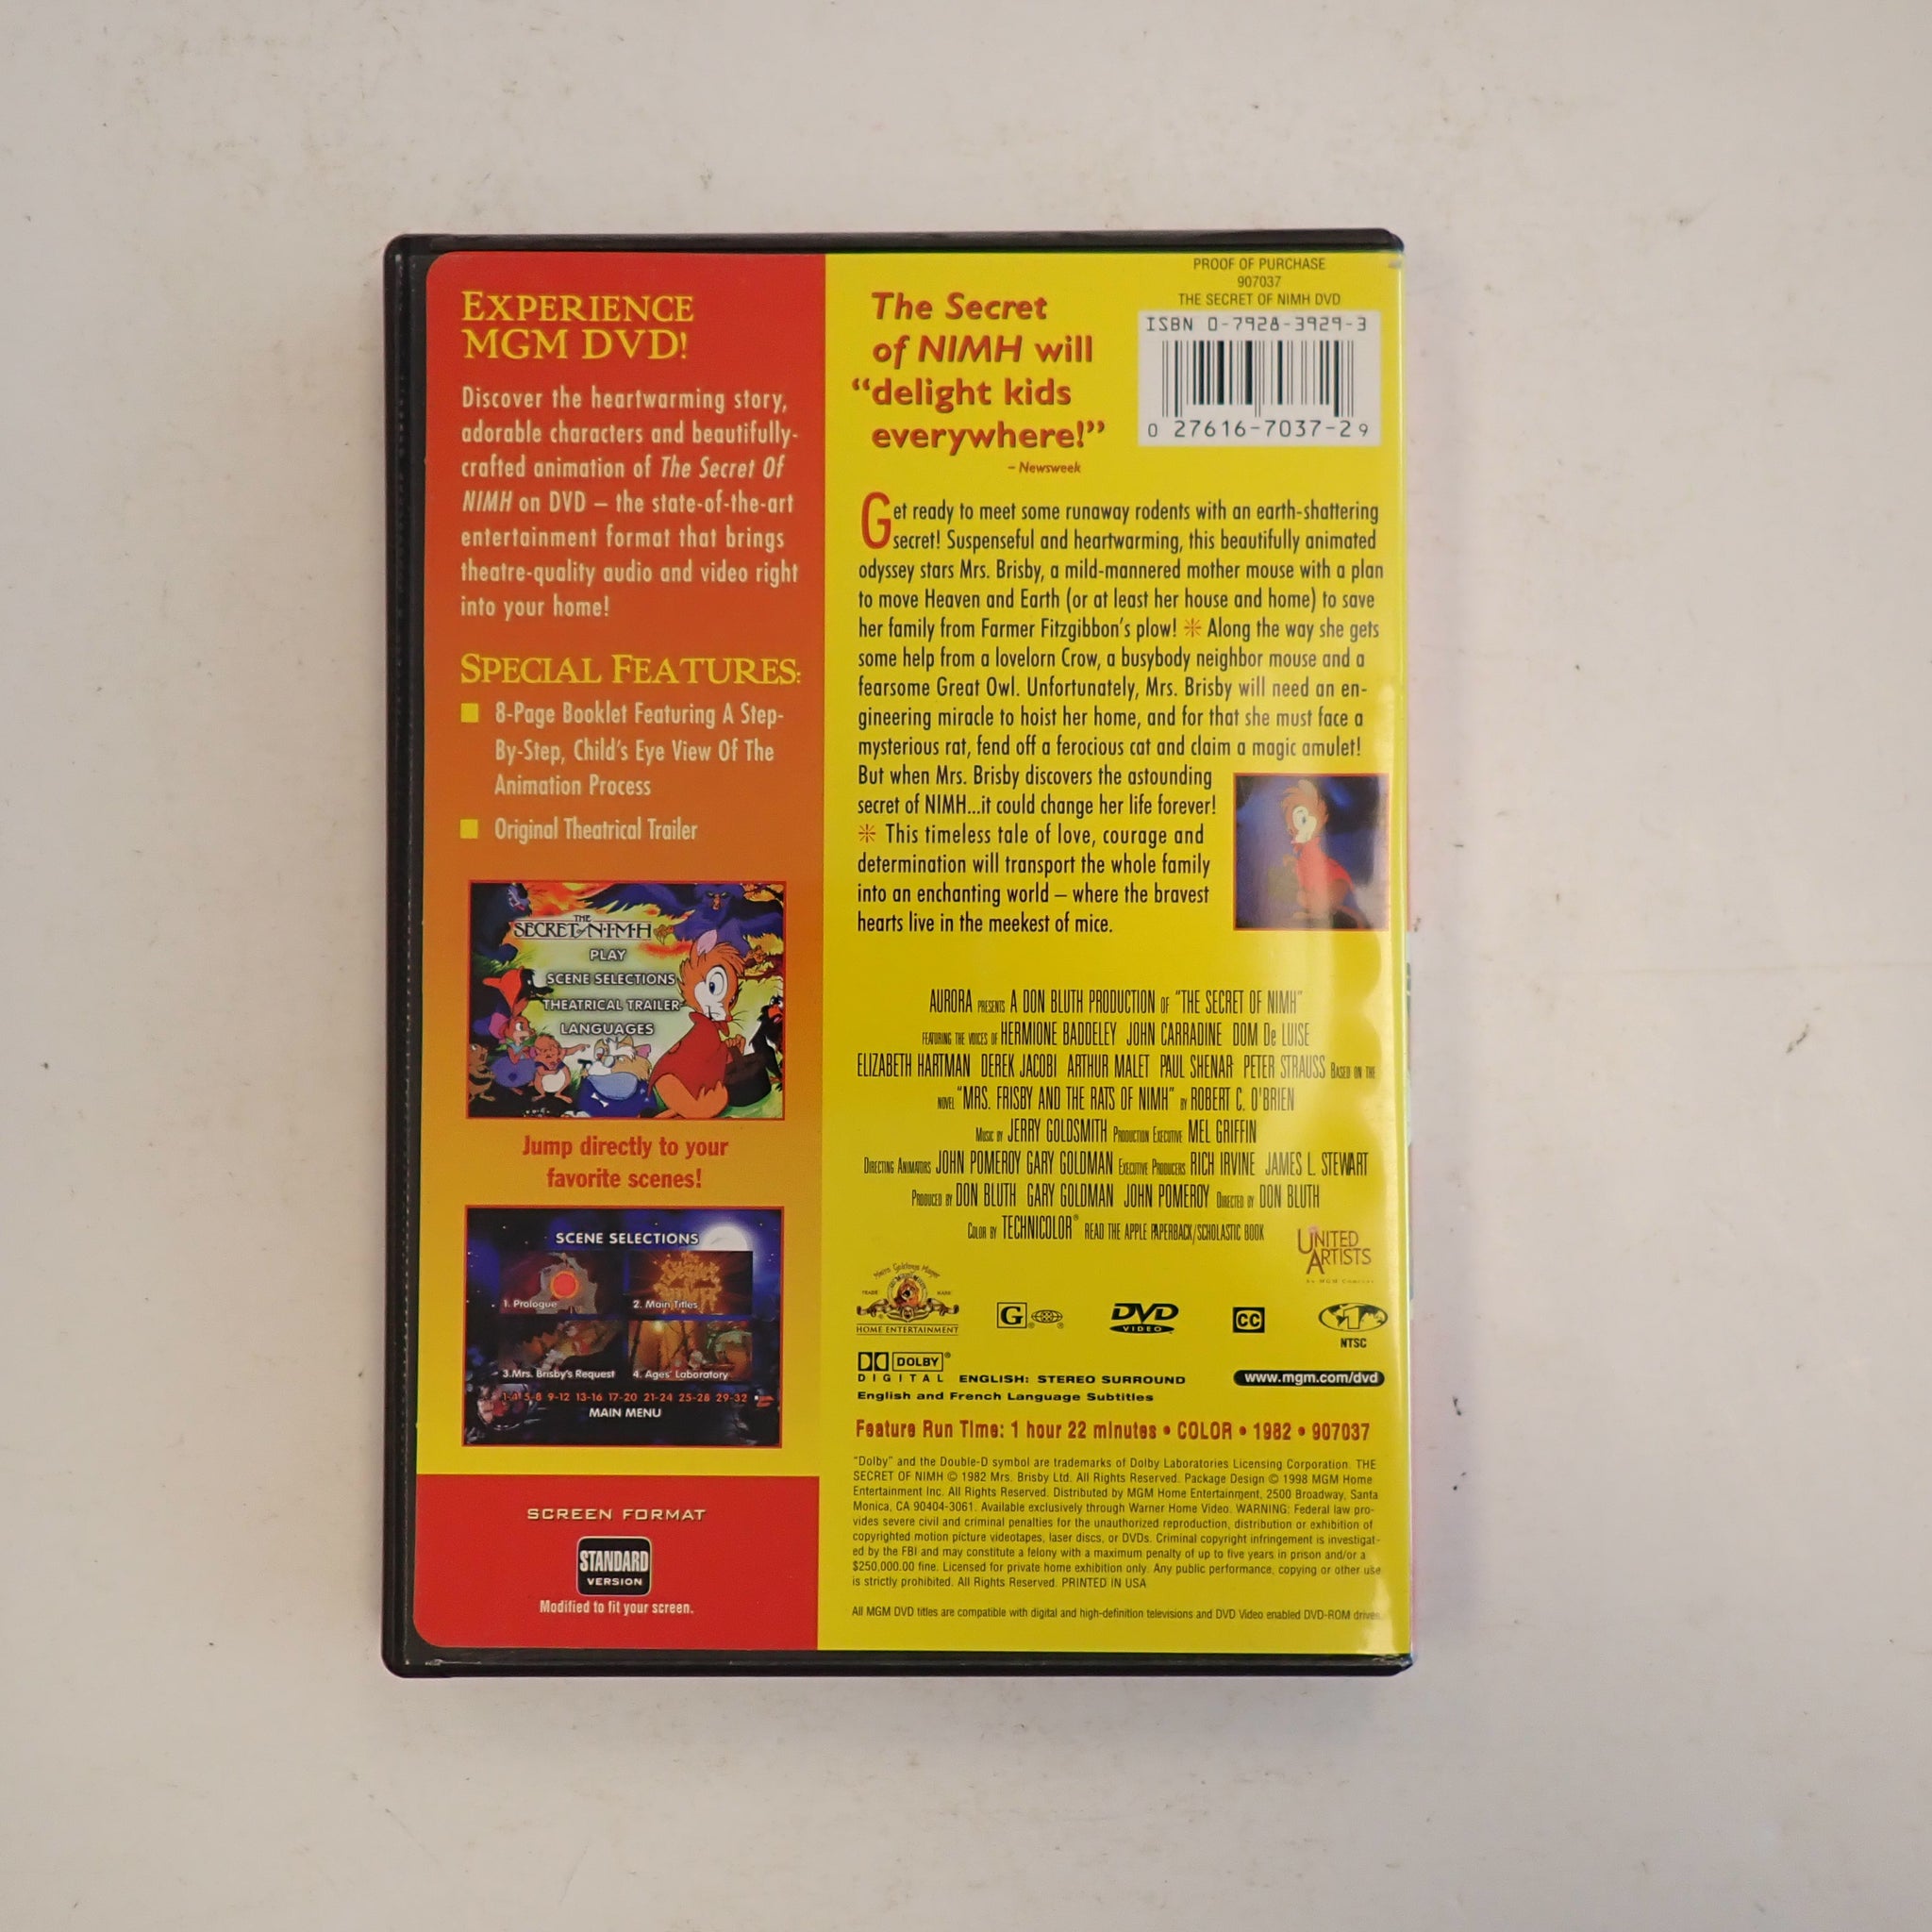 EXPERIENCE
MGM DVD!
Discover the heartwarming story,
adorable characters and beautifully-
crafted animation of The Secret Of
NIMH on DVD – the state-of-the-art
entertainment format that brings
theatre-quality audio and video right
into your home!
SPECIAL FEATURES:
8-Page Booklet Featuring A Step-
By-Step, Child's Eye View Of The
Animation Process
Original Theatrical Trailer
THE
SECRET of N·I·M·H
PLAY
SCENE SELECTIONS
THEATRICAL TRAILER
LANGUAGES
Jump directly to your
favorite scenes!
SCENE SELECTIONS
1. Prologue
2. Main Titles
3.Mrs. Brisby's Request
4. Ages' Laboratory
1-4 5-8 9-12 13-16 17-20 21-24 25-28 29-32
MAIN MENU
SCREEN FORMAT
STANDARD
VERSION
Modified to fit your screen.
The Secret
of NIMH will
“delight kids
everywhere!”
– Newsweek
PROOF OF PURCHASE
907037
THE SECRET OF NIMH DVD
ISBN 0-7928-3929-3
0 27616-7037-2 9
Get ready to meet some runaway rodents with an earth-shattering
secret! Suspenseful and heartwarming, this beautifully animated
odyssey stars Mrs. Brisby, a mild-mannered mother mouse with a plan
to move Heaven and Earth (or at least her house and home) to save
her family from Farmer Fitzgibbon's plow! ✳ Along the way she gets
some help from a lovelorn Crow, a busybody neighbor mouse and a
fearsome Great Owl. Unfortunately, Mrs. Brisby will need an en-
gineering miracle to hoist her home, and for that she must face a
mysterious rat, fend off a ferocious cat and claim a magic amulet!
But when Mrs. Brisby discovers the astounding
secret of NIMH...it could change her life forever!
✳ This timeless tale of love, courage and
determination will transport the whole family
into an enchanting world – where the bravest
hearts live in the meekest of mice.
AURORA PRESENTS A DON BLUTH PRODUCTION OF "THE SECRET OF NIMH"
FEATURING THE VOICES OF HERMIONE BADDELEY JOHN CARRADINE DOM De LUISE
ELIZABETH HARTMAN DEREK JACOBI ARTHUR MALET PAUL SHENAR PETER STRAUSS BASED ON THE
NOVEL "MRS. FRISBY AND THE RATS OF NIMH" BY ROBERT C. O'BRIEN
MUSIC BY JERRY GOLDSMITH PRODUCTION EXECUTIVE MEL GRIFFIN
DIRECTING ANIMATORS JOHN POMEROY GARY GOLDMAN EXECUTIVE PRODUCERS RICH IRVINE JAMES L. STEWART
PRODUCED BY DON BLUTH GARY GOLDMAN JOHN POMEROY DIRECTED BY DON BLUTH
COLOR BY TECHNICOLOR® READ THE APPLE PAPERBACK/SCHOLASTIC BOOK
UNITED
ARTISTS
An MGM Company
Metro Goldwyn Mayer
TRADE MARK
HOME ENTERTAINMENT
G
DVD
VIDEO
CC
1
NTSC
DOLBY®
DIGITAL ENGLISH: STEREO SURROUND
English and French Language Subtitles
www.mgm.com/dvd
Feature Run Time: 1 hour 22 minutes • COLOR • 1982 • 907037
“Dolby” and the Double-D symbol are trademarks of Dolby Laboratories Licensing Corporation. THE
SECRET OF NIMH © 1982 Mrs. Brisby Ltd. All Rights Reserved. Package Design © 1998 MGM Home
Entertainment Inc. All Rights Reserved. Distributed by MGM Home Entertainment, 2500 Broadway, Santa
Monica, CA 90404-3061. Available exclusively through Warner Home Video. WARNING: Federal law pro-
vides severe civil and criminal penalties for the unauthorized reproduction, distribution or exhibition of
copyrighted motion picture videotapes, laser discs, or DVDs. Criminal copyright infringement is investigat-
ed by the FBI and may constitute a felony with a maximum penalty of up to five years in prison and/or a
$250,000.00 fine. Licensed for private home exhibition only. Any public performance, copying or other use
is strictly prohibited. All Rights Reserved. PRINTED IN USA
All MGM DVD titles are compatible with digital and high-definition televisions and DVD Video enabled DVD-ROM drives.